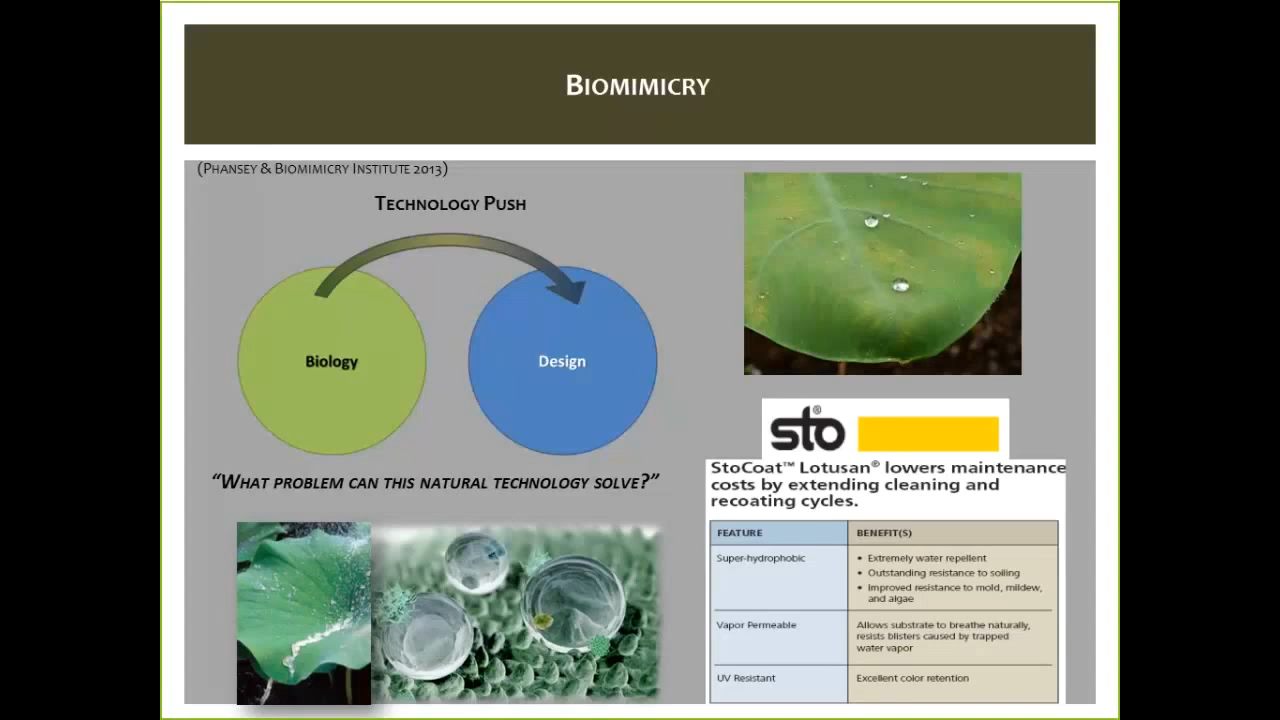 BIOMIMICRY
(PHANSEY & BIOMIMICRY INSTITUTE 2013)
TECHNOLOGY PUSH
Biology
Design
“WHAT PROBLEM CAN THIS NATURAL TECHNOLOGY SOLVE?”
sto®
StoCoat™ Lotusan® lowers maintenance
costs by extending cleaning and
recoating cycles.
FEATURE BENEFIT(S)
Super-hydrophobic
• Extremely water repellent
• Outstanding resistance to soiling
• Improved resistance to mold, mildew,
and algae
Vapor Permeable
Allows substrate to breathe naturally,
resists blisters caused by trapped
water vapor
UV Resistant
Excellent color retention